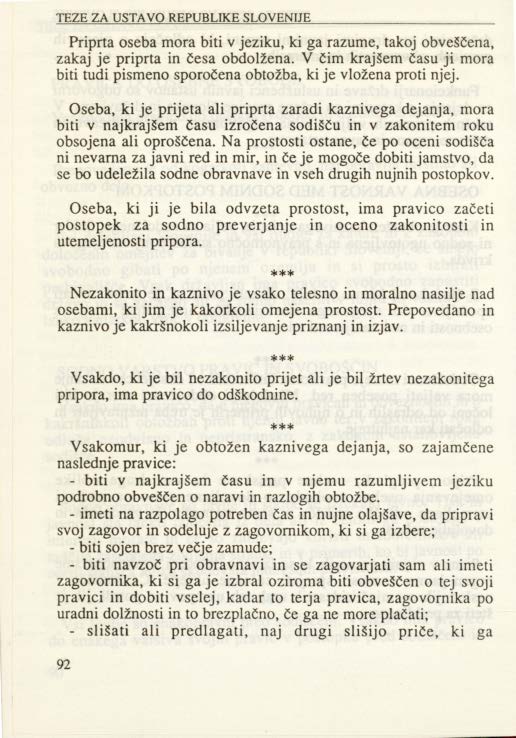 TEZE ZA USTAVO REPUBLIKE SLOVENIJE
Priprta oseba mora biti v jeziku, ki ga razume, takoj obveščena,
zakaj je priprta in česa obdolžena. V čim krajšem času ji mora
biti tudi pismeno sporočena obtožba, ki je vložena proti njej.
Oseba, ki je prijeta ali priprta zaradi kaznivega dejanja, mora
biti v najkrajšem času izročena sodišču in v zakonitem roku
obsojena ali oproščena. Na prostosti ostane, če po oceni sodišča
ni nevarna za javni red in mir, in če je mogoče dobiti jamstvo, da
se bo udeležila sodne obravnave in vseh drugih nujnih postopkov.
Oseba, ki ji je bila odvzeta prostost, ima pravico začeti
postopek za sodno preverjanje in oceno zakonitosti in
utemeljenosti pripora.
***
Nezakonito in kaznivo je vsako telesno in moralno nasilje nad
osebami, ki jim je kakorkoli omejena prostost. Prepovedano in
kaznivo je kakršnokoli izsiljevanje priznanj in izjav.
***
Vsakdo, ki je bil nezakonito prijet ali je bil žrtev nezakonitega
pripora, ima pravico do odškodnine.
***
Vsakomur, ki je obtožen kaznivega dejanja, so zajamčene
naslednje pravice:
- biti v najkrajšem času in v njemu razumljivem jeziku
podrobno obveščen o naravi in razlogih obtožbe.
- imeti na razpolago potreben čas in nujne olajšave, da pripravi
svoj zagovor in sodeluje z zagovornikom, ki si ga izbere;
- biti sojen brez večje zamude;
- biti navzoč pri obravnavi in se zagovarjati sam ali imeti
zagovornika, ki si ga je izbral oziroma biti obveščen o tej svoji
pravici in dobiti vselej, kadar to terja pravica, zagovornika po
uradni dolžnosti in to brezplačno, če ga ne more plačati;
- slišati ali predlagati, naj drugi slišijo priče, ki ga
92